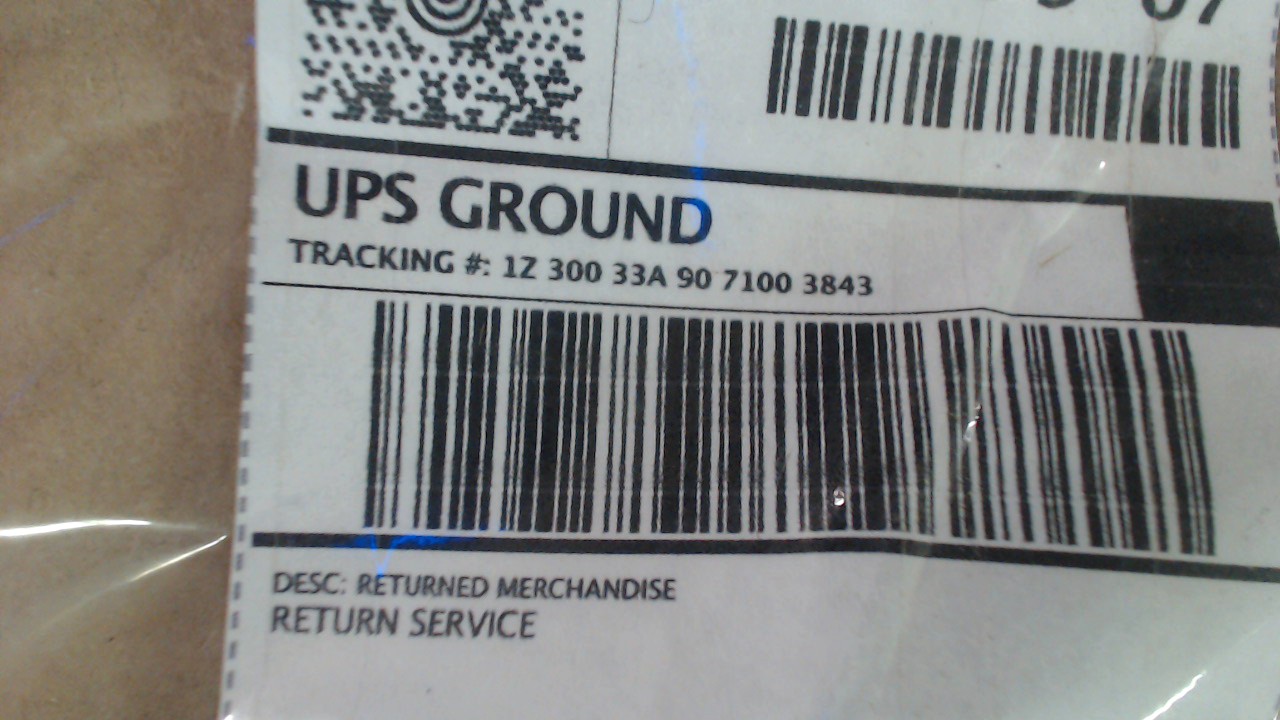 UPS GROUND
TRACKING #: 1Z 300 33A 90 7100 3843
DESC: RETURNED MERCHANDISE
RETURN SERVICE